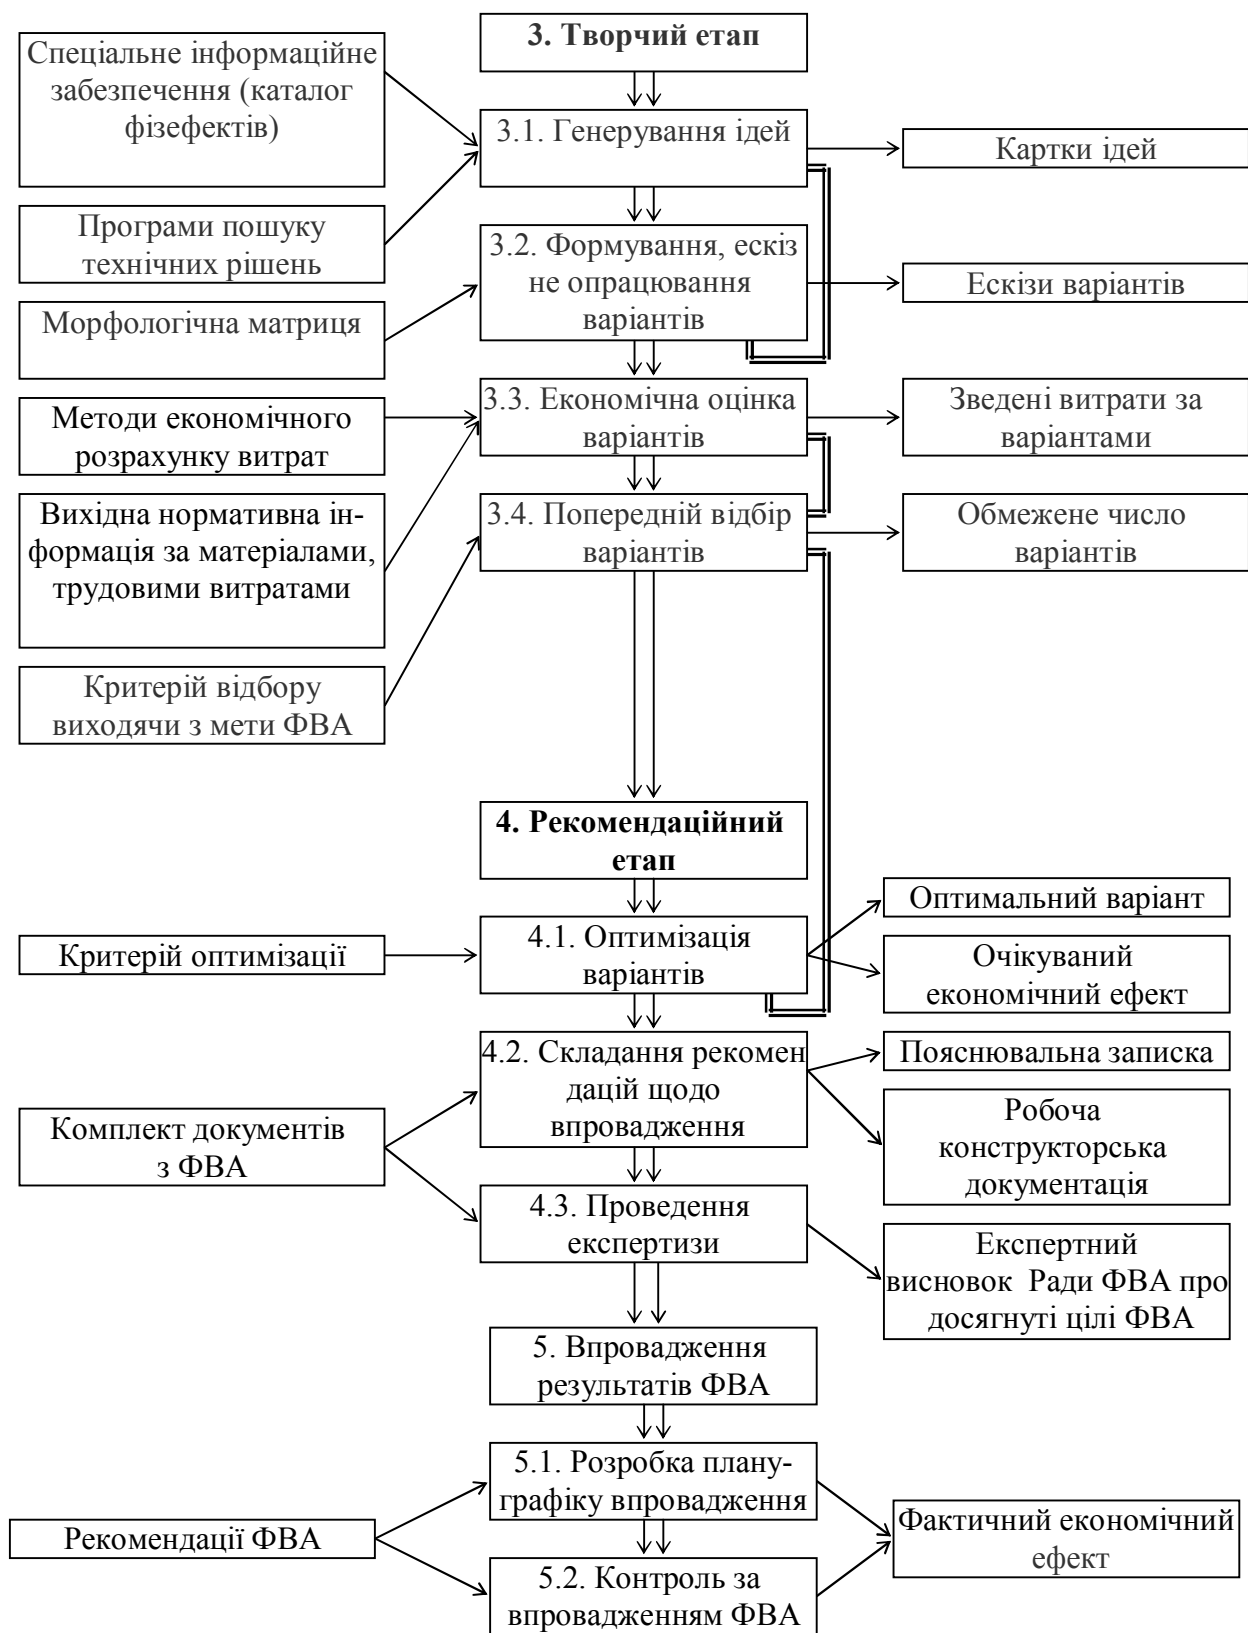 3. Творчий етап
Спеціальне інформаційне
забезпечення (каталог
фізефектів)
3.1. Генерування ідей
Картки ідей
Програми пошуку
технічних рішень
3.2. Формування, ескіз
не опрацювання
варіантів
Ескізи варіантів
Морфологічна матриця
3.3. Економічна оцінка
варіантів
Зведені витрати за
варіантами
Методи економічного
розрахунку витрат
Вихідна нормативна ін-
формація за матеріалами,
трудовими витратами
3.4. Попередній відбір
варіантів
Обмежене число
варіантів
Критерій відбору
виходячи з мети ФВА
4. Рекомендаційний
етап
Оптимальний варіант
Критерій оптимізації
4.1. Оптимізація
варіантів
Очікуваний
економічний ефект
4.2. Складання рекомен
дацій щодо
впровадження
Пояснювальна записка
Робоча
конструкторська
документація
Комплект документів
з ФВА
4.3. Проведення
експертизи
Експертний
висновок Ради ФВА про
досягнуті цілі ФВА
5. Впровадження
результатів ФВА
5.1. Розробка плану-
графіку впровадження
Рекомендації ФВА
Фактичний економічний
ефект
5.2. Контроль за
впровадженням ФВА